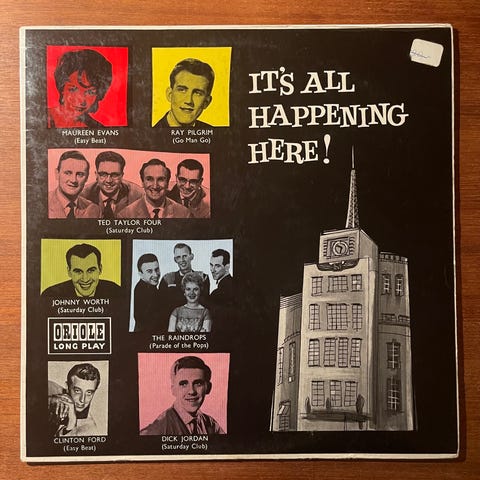 IT'S ALL
HAPPENING
HERE!
MAUREEN EVANS
(Easy Beat)
RAY PILGRIM
(Go Man Go)
TED TAYLOR FOUR
(Saturday Club)
JOHNNY WORTH
(Saturday Club)
THE RAINDROPS
(Parade of the Pops)
ORIOLE
LONG PLAY
CLINTON FORD
(Easy Beat)
DICK JORDAN
(Saturday Club)